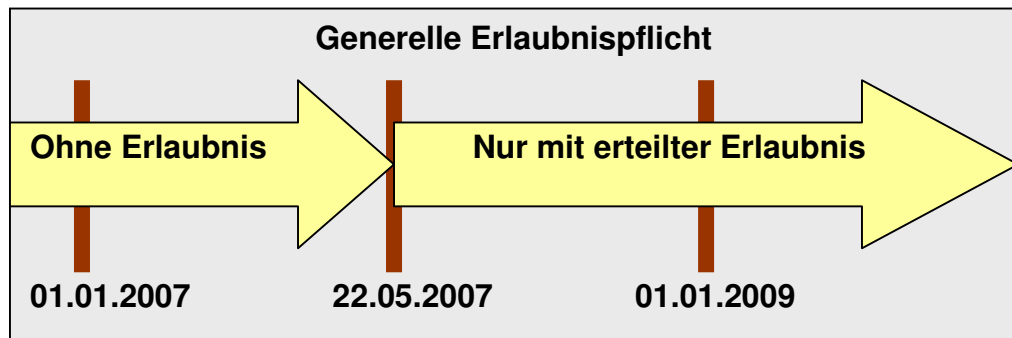 Generelle Erlaubnispflicht
Ohne Erlaubnis
Nur mit erteilter Erlaubnis
01.01.2007
22.05.2007
01.01.2009